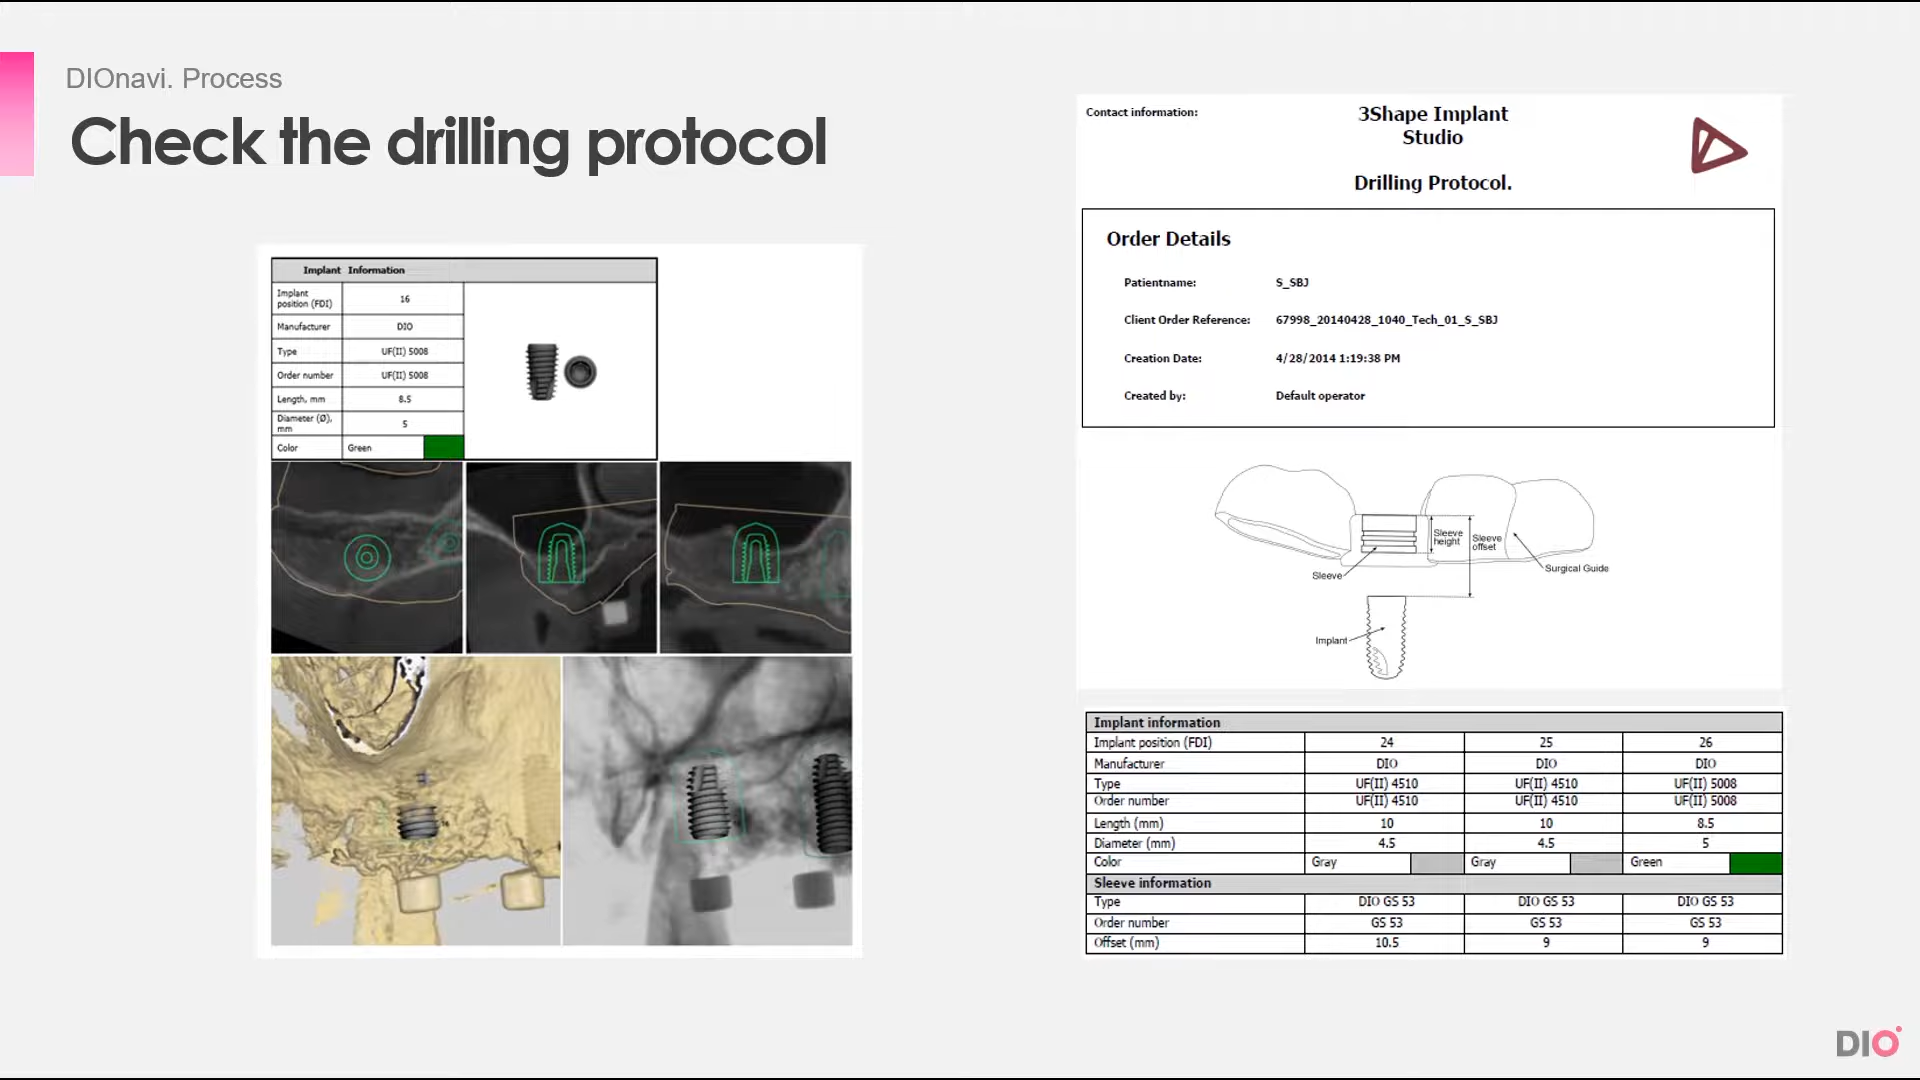 DIOnavi. Process
Check the drilling protocol
Implant Information
Implant position (FDI) 16
Manufacturer DIO
Type UF(II) 5008
Order number UF(II) 5008
Length, mm 8.5
Diameter (Ø), mm 5
Color Green
16
Contact information:
3Shape Implant
Studio
Drilling Protocol.
Order Details
Patientname: S_SBJ
Client Order Reference: 67998_20140428_1040_Tech_01_S_SBJ
Creation Date: 4/28/2014 1:19:38 PM
Created by: Default operator
Sleeve height
Sleeve offset
Sleeve
Surgical Guide
Implant
Implant information
Implant position (FDI) 24 25 26
Manufacturer DIO DIO DIO
Type UF(II) 4510 UF(II) 4510 UF(II) 5008
Order number UF(II) 4510 UF(II) 4510 UF(II) 5008
Length (mm) 10 10 8.5
Diameter (mm) 4.5 4.5 5
Color Gray Gray Green
Sleeve information
Type DIO GS 53 DIO GS 53 DIO GS 53
Order number GS 53 GS 53 GS 53
Offset (mm) 10.5 9 9
DIO